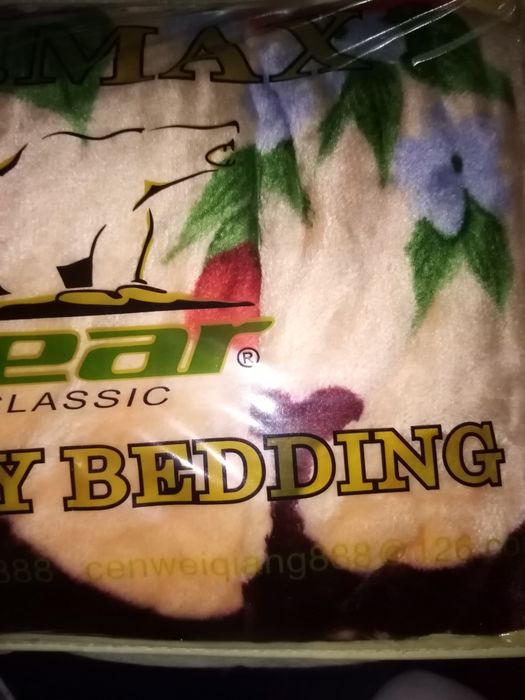 .MAX
ear®
CLASSIC
Y BEDDING
888 cenweiqiang888@126.co